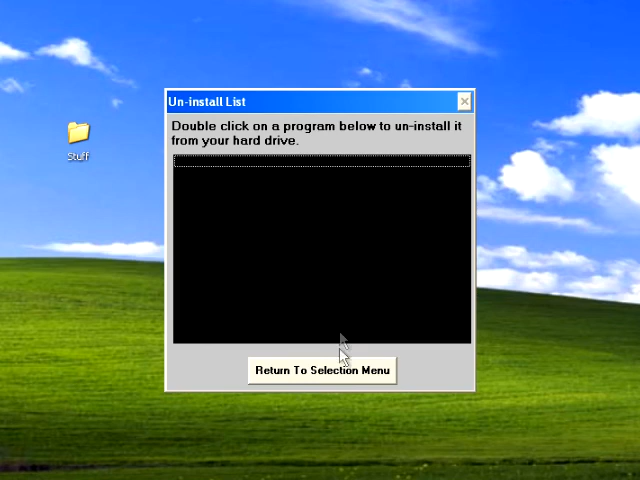 Un-install List
Double click on a program below to un-install it
from your hard drive.
Stuff
Return To Selection Menu